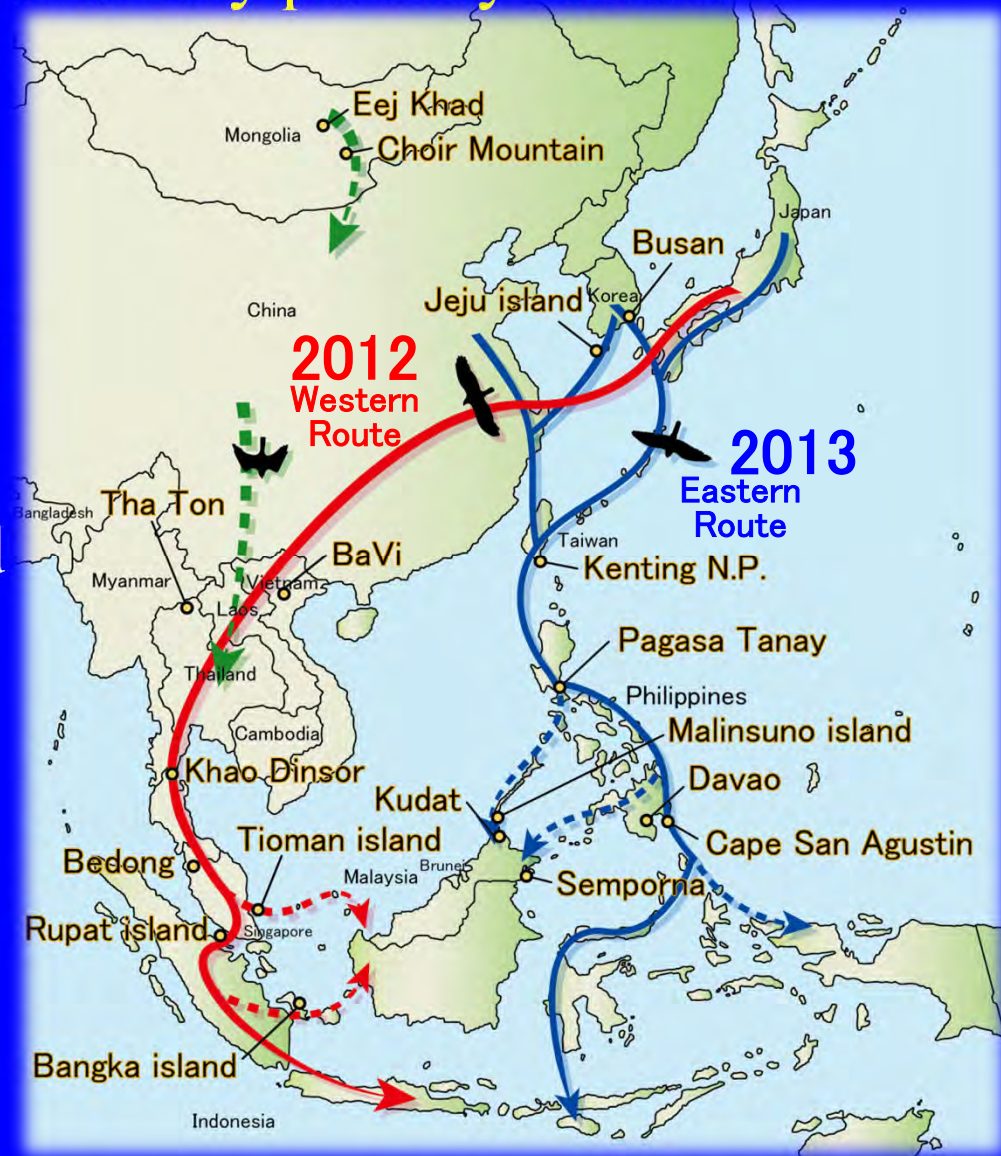 Eej Khad
Mongolia
Choir Mountain
Japan
Busan
Jeju island
Korea
China
2012
Western
Route
2013
Eastern
Route
Bangladesh
Tha Ton
Taiwan
BaVi
Kenting N.P.
Myanmar
Vietnam
Laos
Pagasa Tanay
Thailand
Philippines
Cambodia
Malinsuno island
Khao Dinsor
Davao
Kudat
Tioman island
Cape San Agustin
Bedong
Brunei
Malaysia
Semporna
Rupat island
Singapore
Bangka island
Indonesia